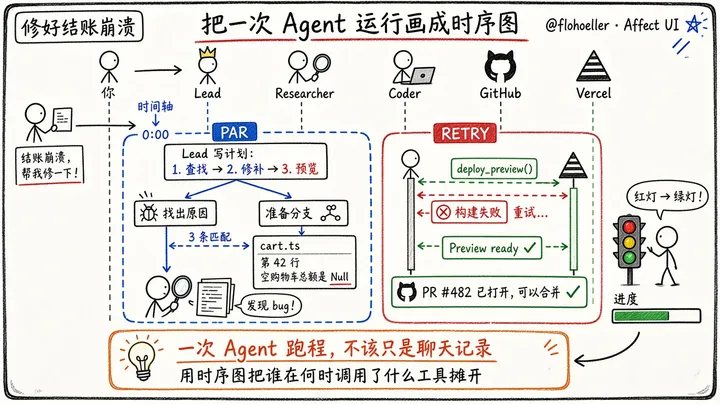 修好结账崩溃
把一次 Agent 运行画成时序图
@flohoeller · Affect UI
你
Lead
Researcher
Coder
GitHub
Vercel
时间轴
0:00
结账崩溃,
帮我修一下!
PAR
Lead 写计划:
1. 查找 → 2. 修补 → 3. 预览
找出原因
准备分支
3 条匹配
cart.ts
第 42 行
空购物车总额是 Null
发现 bug!
RETRY
deploy_preview()
构建失败 重试...
Preview ready ✓
PR #482 已打开, 可以合并 ✓
红灯 → 绿灯!
进度
一次 Agent 跑程, 不该只是聊天记录
用时序图把谁在何时调用了什么工具摊开